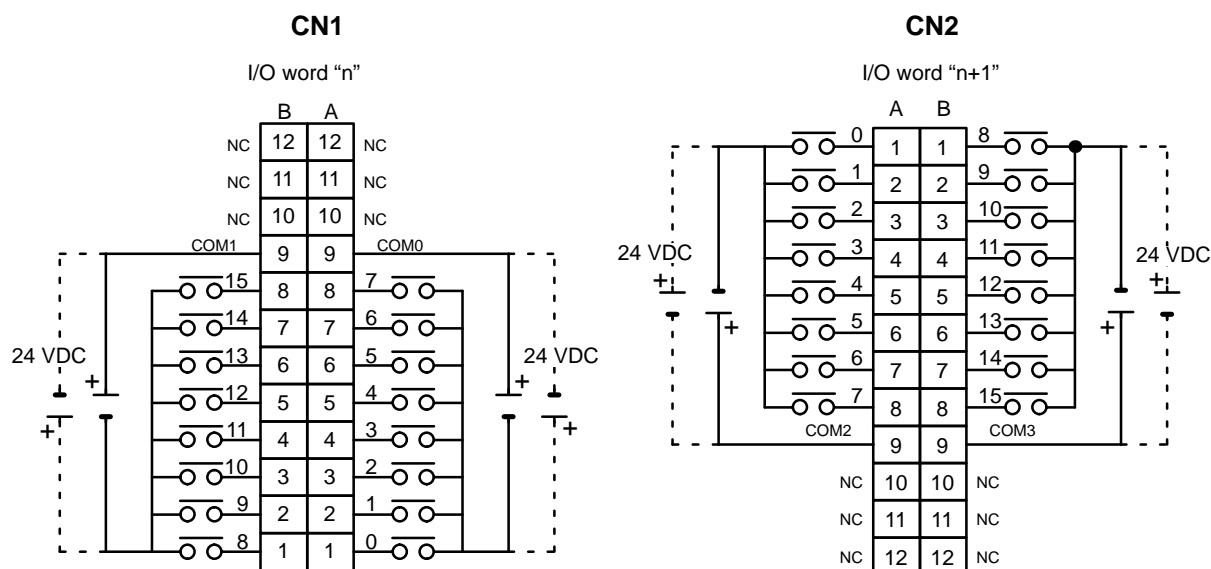 CN1
I/O word “n”
B A
NC 12 12 NC
NC 11 11 NC
NC 10 10 NC
COM1 9 9 COM0
15 8 8 7
14 7 7 6
13 6 6 5
24 VDC + + 24 VDC
12 5 5 4
+ +
11 4 4 3
10 3 3 2
9 2 2 1
8 1 1 0
CN2
I/O word “n+1”
A B
0 1 1 8
1 2 2 9
2 3 3 10
24 VDC 3 4 4 11 24 VDC
+ 4 5 5 12 +
+ 5 6 6 13 +
6 7 7 14
7 8 8 15
COM2 9 9 COM3
NC 10 10 NC
NC 11 11 NC
NC 12 12 NC